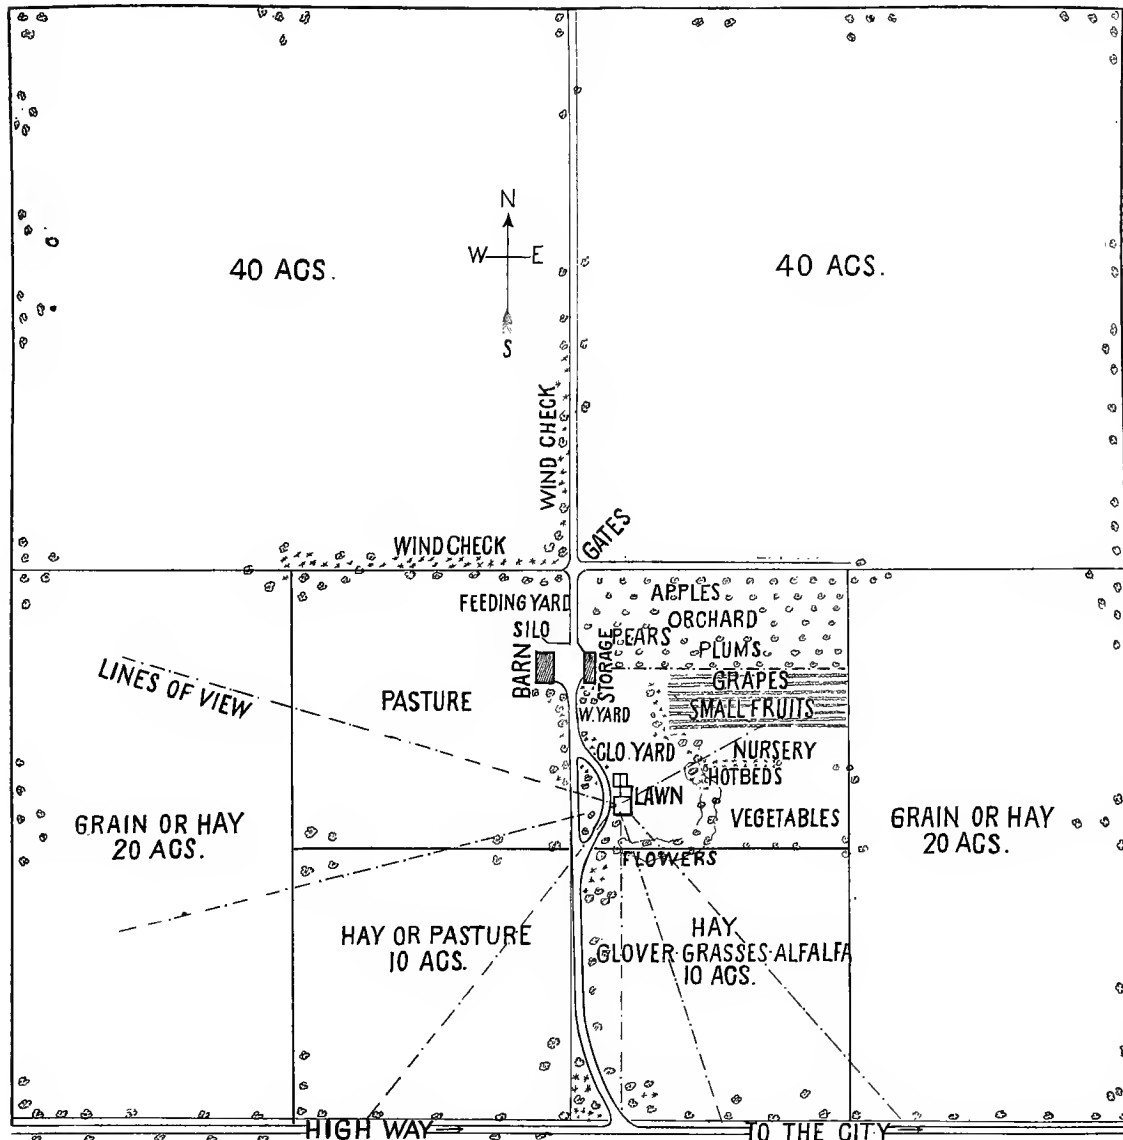 N
W E
S
40 ACS.
40 ACS.
WIND CHECK
WIND CHECK
GATES
FEEDING YARD
SILO
BARN
STORAGE
APPLES
ORCHARD
PEARS
PLUMS
GRAPES
SMALL FRUITS
LINES OF VIEW
PASTURE
W. YARD
CLO. YARD
NURSERY
HOTBEDS
LAWN
VEGETABLES
FLOWERS
GRAIN OR HAY
20 ACS.
GRAIN OR HAY
20 ACS.
HAY OR PASTURE
10 ACS.
HAY
CLOVER·GRASSES·ALFALFA
10 ACS.
HIGH WAY
TO THE CITY